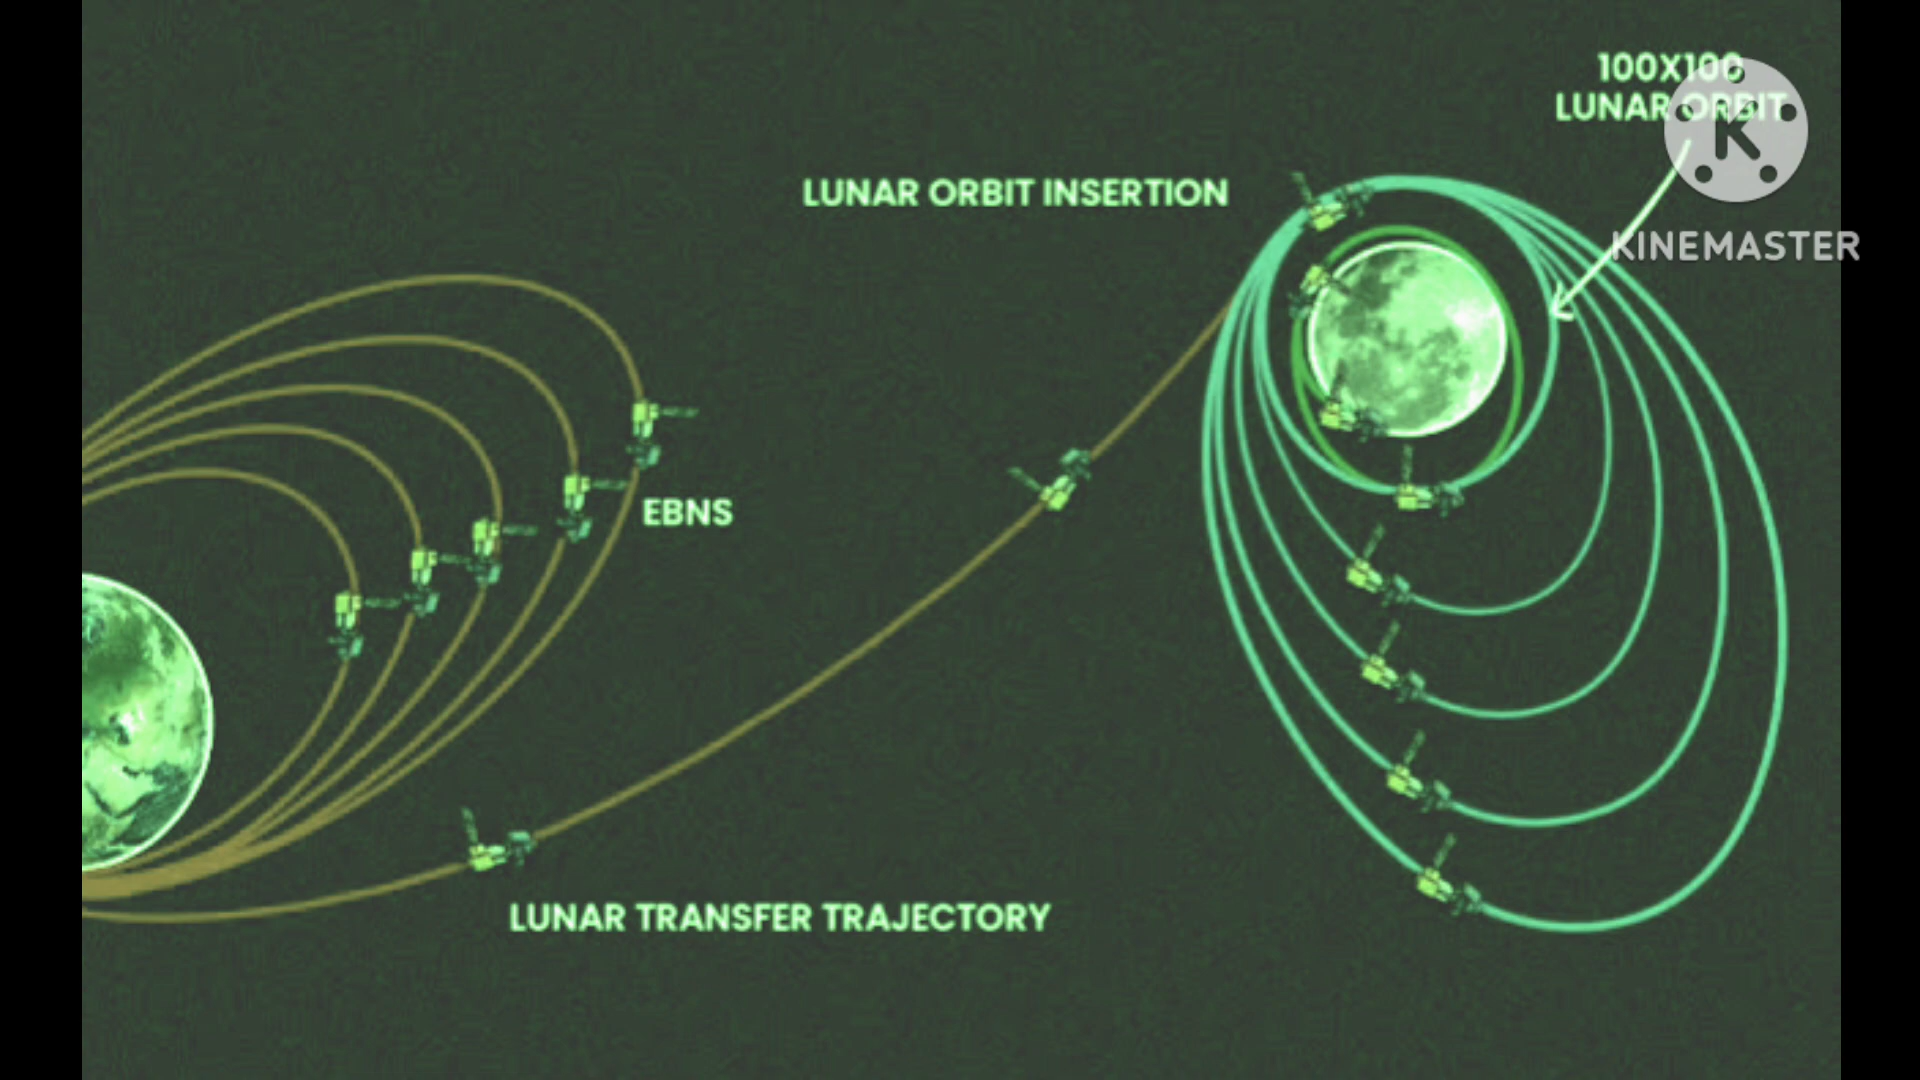 100X100
LUNAR ORBIT
K
KINEMASTER
LUNAR ORBIT INSERTION
EBNS
LUNAR TRANSFER TRAJECTORY